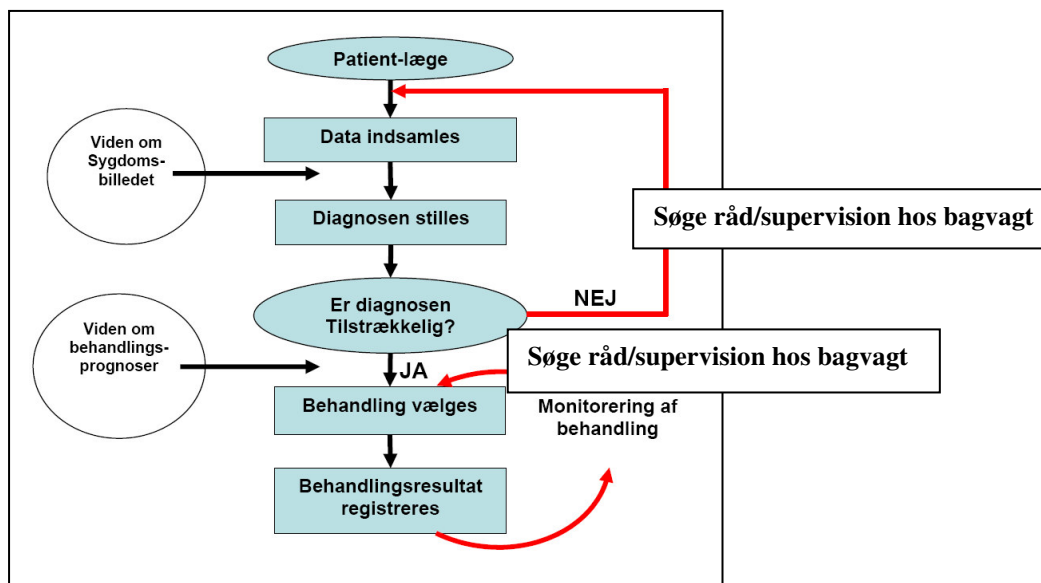 Patient-læge
Data indsamles
Viden om
Sygdoms-
billedet
Diagnosen stilles
Søge råd/supervision hos bagvagt
Er diagnosen
Tilstrækkelig?
NEJ
Viden om
behandlings-
prognoser
Søge råd/supervision hos bagvagt
JA
Behandling vælges
Monitorering af
behandling
Behandlingsresultat
registreres